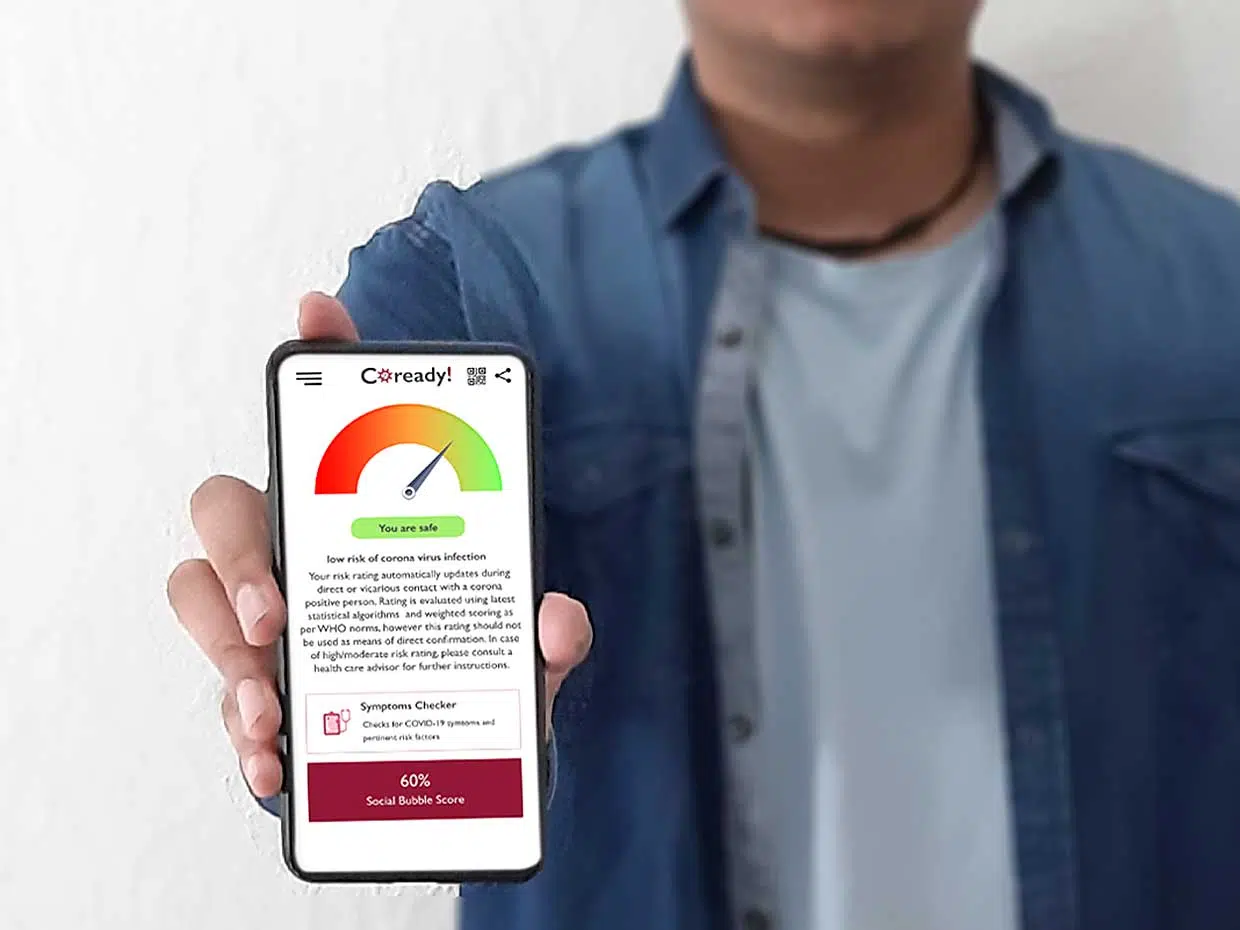 Coready!
You are safe
low risk of corona virus infection
Your risk rating automatically updates during
direct or vicarious contact with a corona
positive person. Rating is evaluated using latest
statistical algorithms and weighted scoring as
per WHO norms, however this rating should not
be used as means of direct confirmation. In case
of high/moderate risk rating, please consult a
health care advisor for further instructions.
Symptoms Checker
Checks for COVID-19 symtoms and
pertinent risk factors
60%
Social Bubble Score